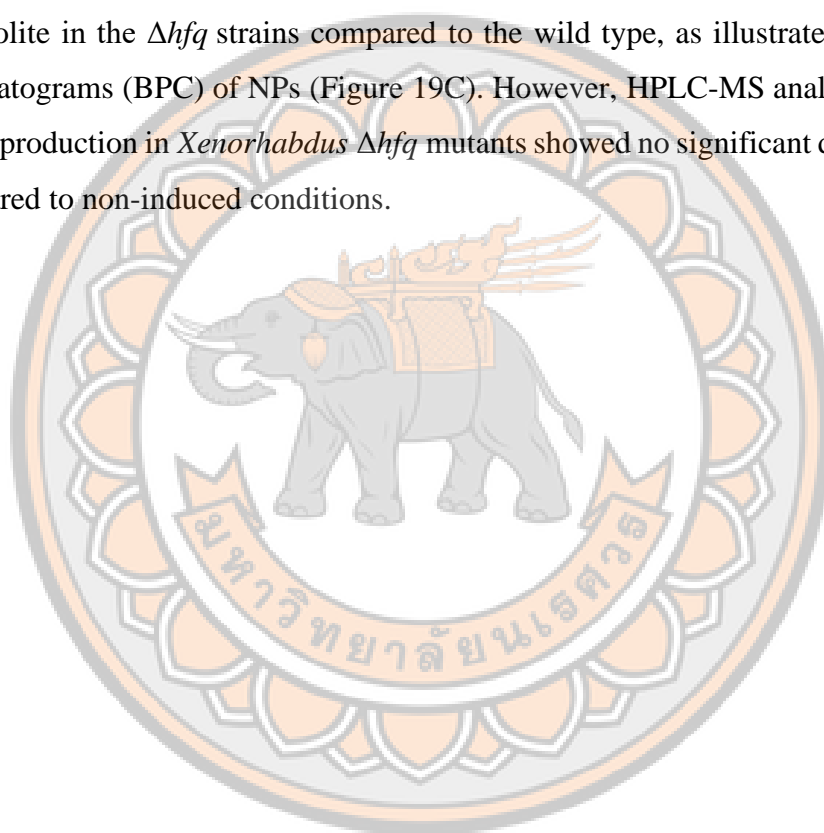 olite in the Δhfq strains compared to the wild type, as illustrate
atograms (BPC) of NPs (Figure 19C). However, HPLC-MS anal
production in Xenorhabdus Δhfq mutants showed no significant
red to non-induced conditions.
มหาวิทยาลัยนเรศวร